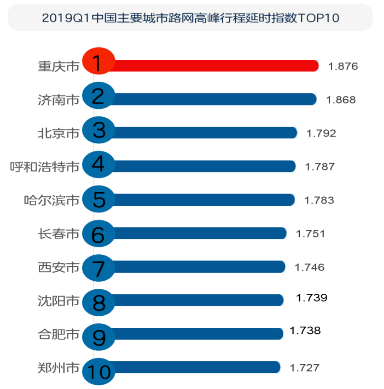 2019Q1中国主要城市路网高峰行程延时指数TOP10
重庆市 1 1.876
济南市 2 1.868
北京市 3 1.792
呼和浩特市 4 1.787
哈尔滨市 5 1.783
长春市 6 1.751
西安市 7 1.746
沈阳市 8 1.739
合肥市 9 1.738
郑州市 10 1.727